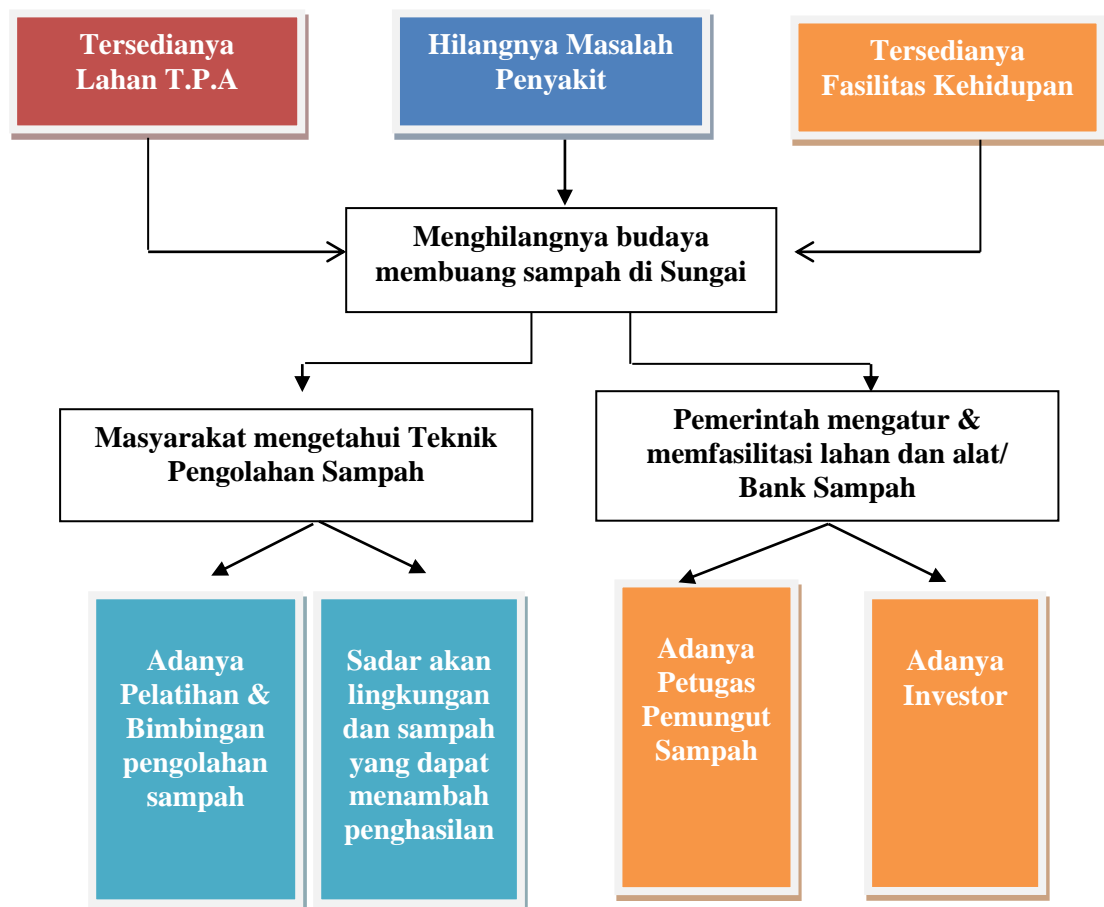 Tersedianya
Lahan T.P.A
Hilangnya Masalah
Penyakit
Tersedianya
Fasilitas Kehidupan
Menghilangnya budaya
membuang sampah di Sungai
Masyarakat mengetahui Teknik
Pengolahan Sampah
Pemerintah mengatur &
memfasilitasi lahan dan alat/
Bank Sampah
Adanya
Pelatihan &
Bimbingan
pengolahan
sampah
Sadar akan
lingkungan
dan sampah
yang dapat
menambah
penghasilan
Adanya
Petugas
Pemungut
Sampah
Adanya
Investor